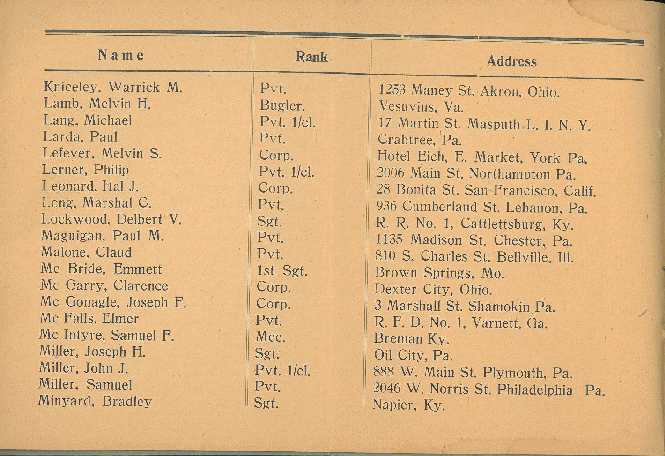 Name Rank Address
Kriceley, Warrick M. Pvt. 1253 Maney St. Akron, Ohio.
Lamb, Melvin H. Bugler. Vesuvius, Va.
Lang, Michael Pvt. 1/cl. 17 Martin St. Masputh L. I. N. Y.
Larda, Paul Pvt. Crabtree, Pa.
Lefever, Melvin S. Corp. Hotel Eich, E. Market, York Pa.
Lerner, Philip Pvt. 1/cl. 2006 Main St. Northampton Pa.
Leonard, Hal J. Corp. 28 Bonita St. San Francisco, Calif.
Long, Marshal C. Pvt. 936 Cumberland St. Lebanon, Pa.
Lockwood, Delbert V. Sgt. R. R. No. 1, Cattlettsburg, Ky.
Maguigan, Paul M. Pvt. 1135 Madison St. Chester, Pa.
Malone, Claud Pvt. 810 S. Charles St. Bellville, Ill.
Mc Bride, Emmett 1st Sgt. Brown Springs, Mo.
Mc Garry, Clarence Corp. Dexter City, Ohio.
Mc Gonagle, Joseph F. Corp. 3 Marshall St. Shamokin Pa.
Mc Falls, Elmer Pvt. R. F. D. No. 1, Varnett, Ga.
Mc Intyre, Samuel F. Mec. Breman Ky.
Miller, Joseph H. Sgt. Oil City, Pa.
Miller, John J. Pvt. 1/cl. 888 W. Main St. Plymouth, Pa.
Miller, Samuel Pvt. 2046 W. Norris St. Philadelphia Pa.
Minyard, Bradley Sgt. Napier, Ky.